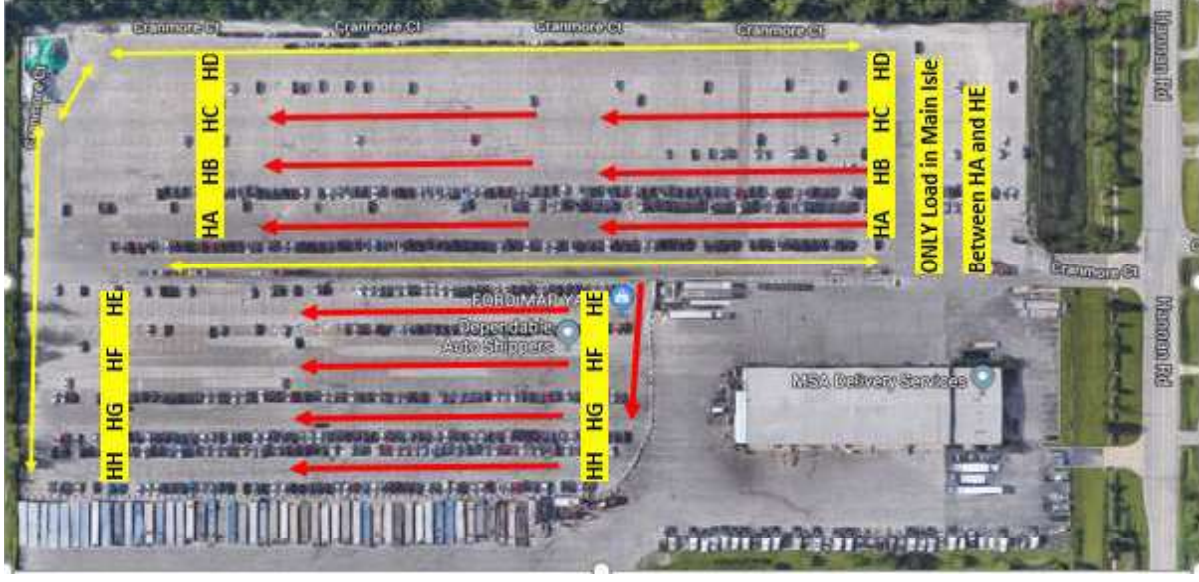 Cranmore Ct
Cranmore Ct
Cranmore Ct
Cranmore Ct
Hannan Rd
HD
HC
HB
HA
HD
HC
HB
HA
ONLY Load in Main Isle
Between HA and HE
Cranmore Ct
Cranmore Ct
HE
HF
HG
HH
FORD MAP YA
Dependable
Auto Shippers
HE
HF
HG
HH
MSA Delivery Services
Hannan Rd